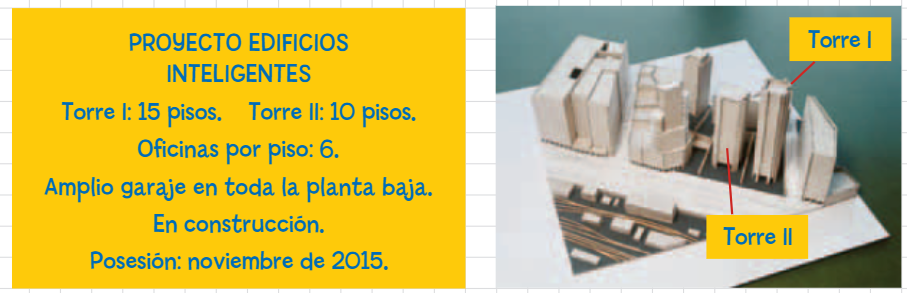 PROYECTO EDIFICIOS
INTELIGENTES
Torre I: 15 pisos. Torre II: 10 pisos.
Oficinas por piso: 6.
Amplio garaje en toda la planta baja.
En construcción.
Posesión: noviembre de 2015.
Torre I
Torre II